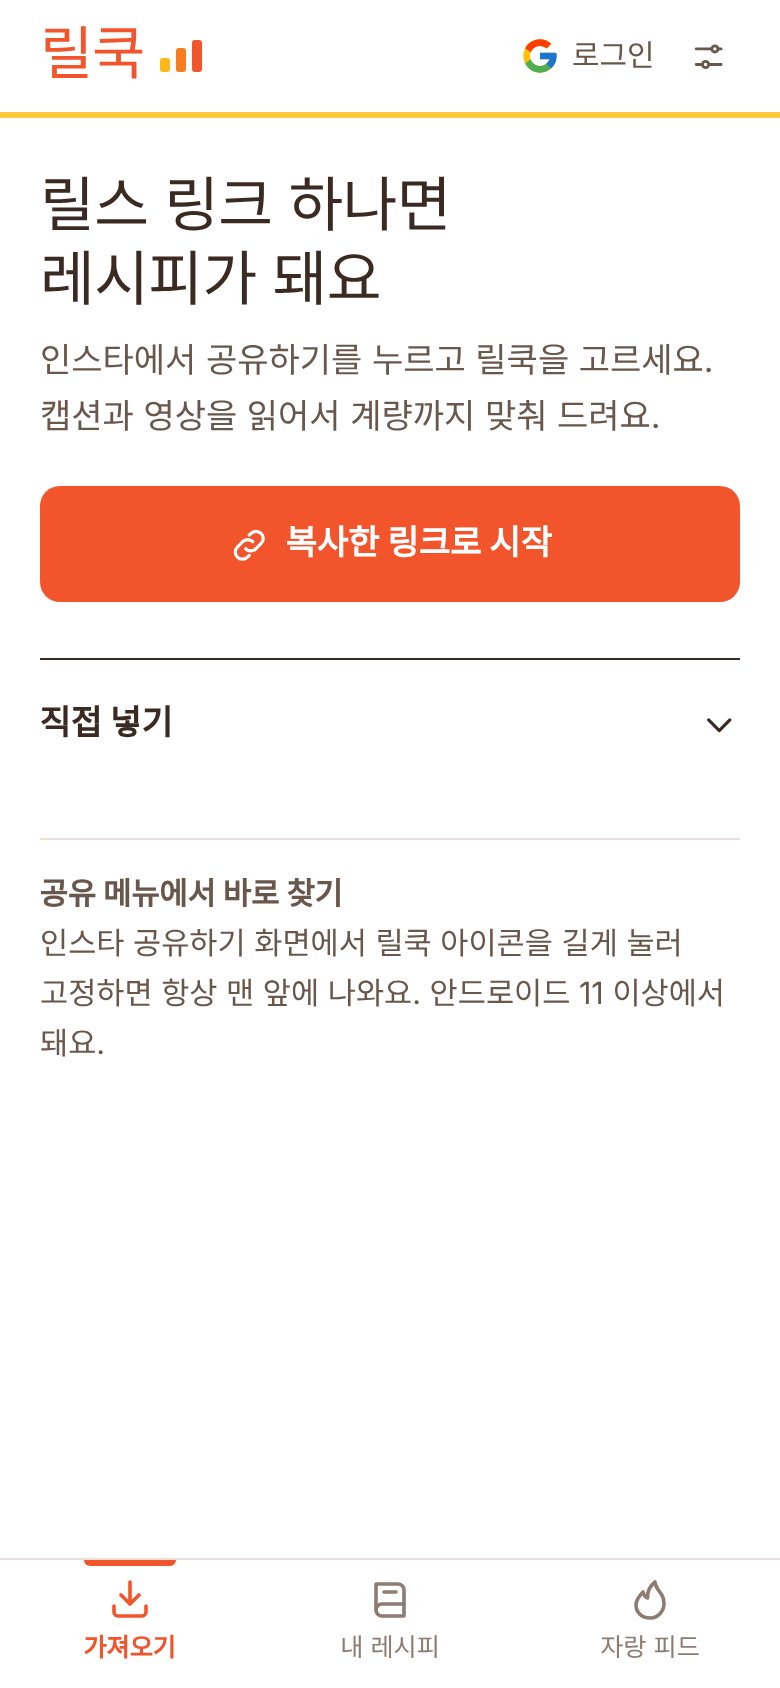 릴쿡
로그인
릴스 링크 하나면
레시피가 돼요
인스타에서 공유하기를 누르고 릴쿡을 고르세요.
캡션과 영상을 읽어서 계량까지 맞춰 드려요.
복사한 링크로 시작
직접 넣기
공유 메뉴에서 바로 찾기
인스타 공유하기 화면에서 릴쿡 아이콘을 길게 눌러
고정하면 항상 맨 앞에 나와요. 안드로이드 11 이상에서
돼요.
가져오기
내 레시피
자랑 피드